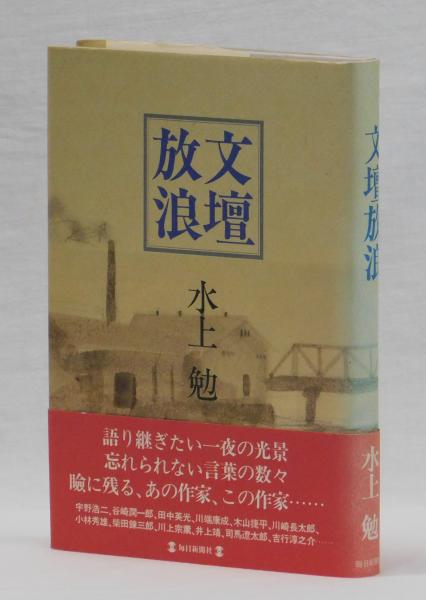 文壇
放浪
水上 勉
語り継ぎたい一夜の光景
忘れられない言葉の数々
瞼に残る、あの作家、この作家……
宇野浩二、谷崎潤一郎、田中英光、川端康成、木山捷平、川崎長太郎、
小林秀雄、柴田錬三郎、川上宗薫、井上靖、司馬遼太郎、吉行淳之介……
毎日新聞社
文壇放浪
水上 勉
毎日新聞社